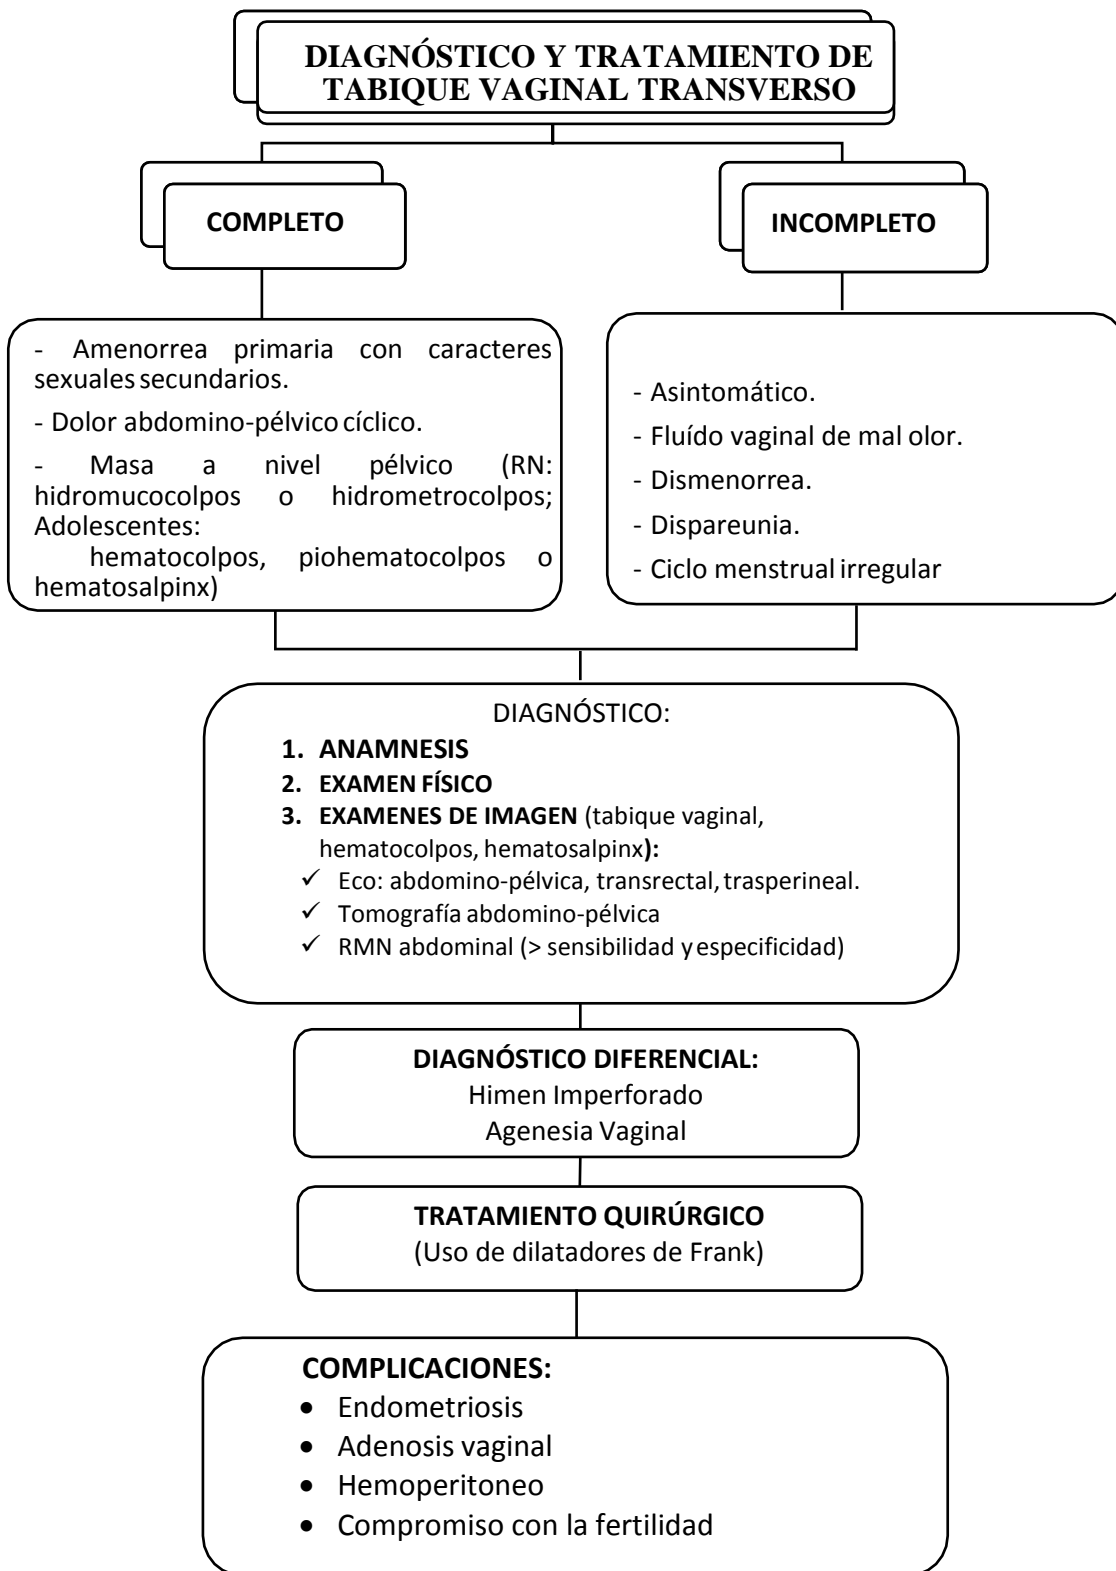 DIAGNÓSTICO Y TRATAMIENTO DE
TABIQUE VAGINAL TRANSVERSO
COMPLETO
INCOMPLETO
- Amenorrea primaria con caracteres
sexuales secundarios.
- Dolor abdomino-pélvico cíclico.
- Masa a nivel pélvico (RN:
hidromucocolpos o hidrometrocolpos;
Adolescentes:
hematocolpos, piohematocolpos o
hematosalpinx)
- Asintomático.
- Fluído vaginal de mal olor.
- Dismenorrea.
- Dispareunia.
- Ciclo menstrual irregular
DIAGNÓSTICO:
1. ANAMNESIS
2. EXAMEN FÍSICO
3. EXAMENES DE IMAGEN (tabique vaginal,
hematocolpos, hematosalpinx):
✓ Eco: abdomino-pélvica, transrectal, trasperineal.
✓ Tomografía abdomino-pélvica
✓ RMN abdominal (> sensibilidad y especificidad)
DIAGNÓSTICO DIFERENCIAL:
Himen Imperforado
Agenesia Vaginal
TRATAMIENTO QUIRÚRGICO
(Uso de dilatadores de Frank)
COMPLICACIONES:
• Endometriosis
• Adenosis vaginal
• Hemoperitoneo
• Compromiso con la fertilidad